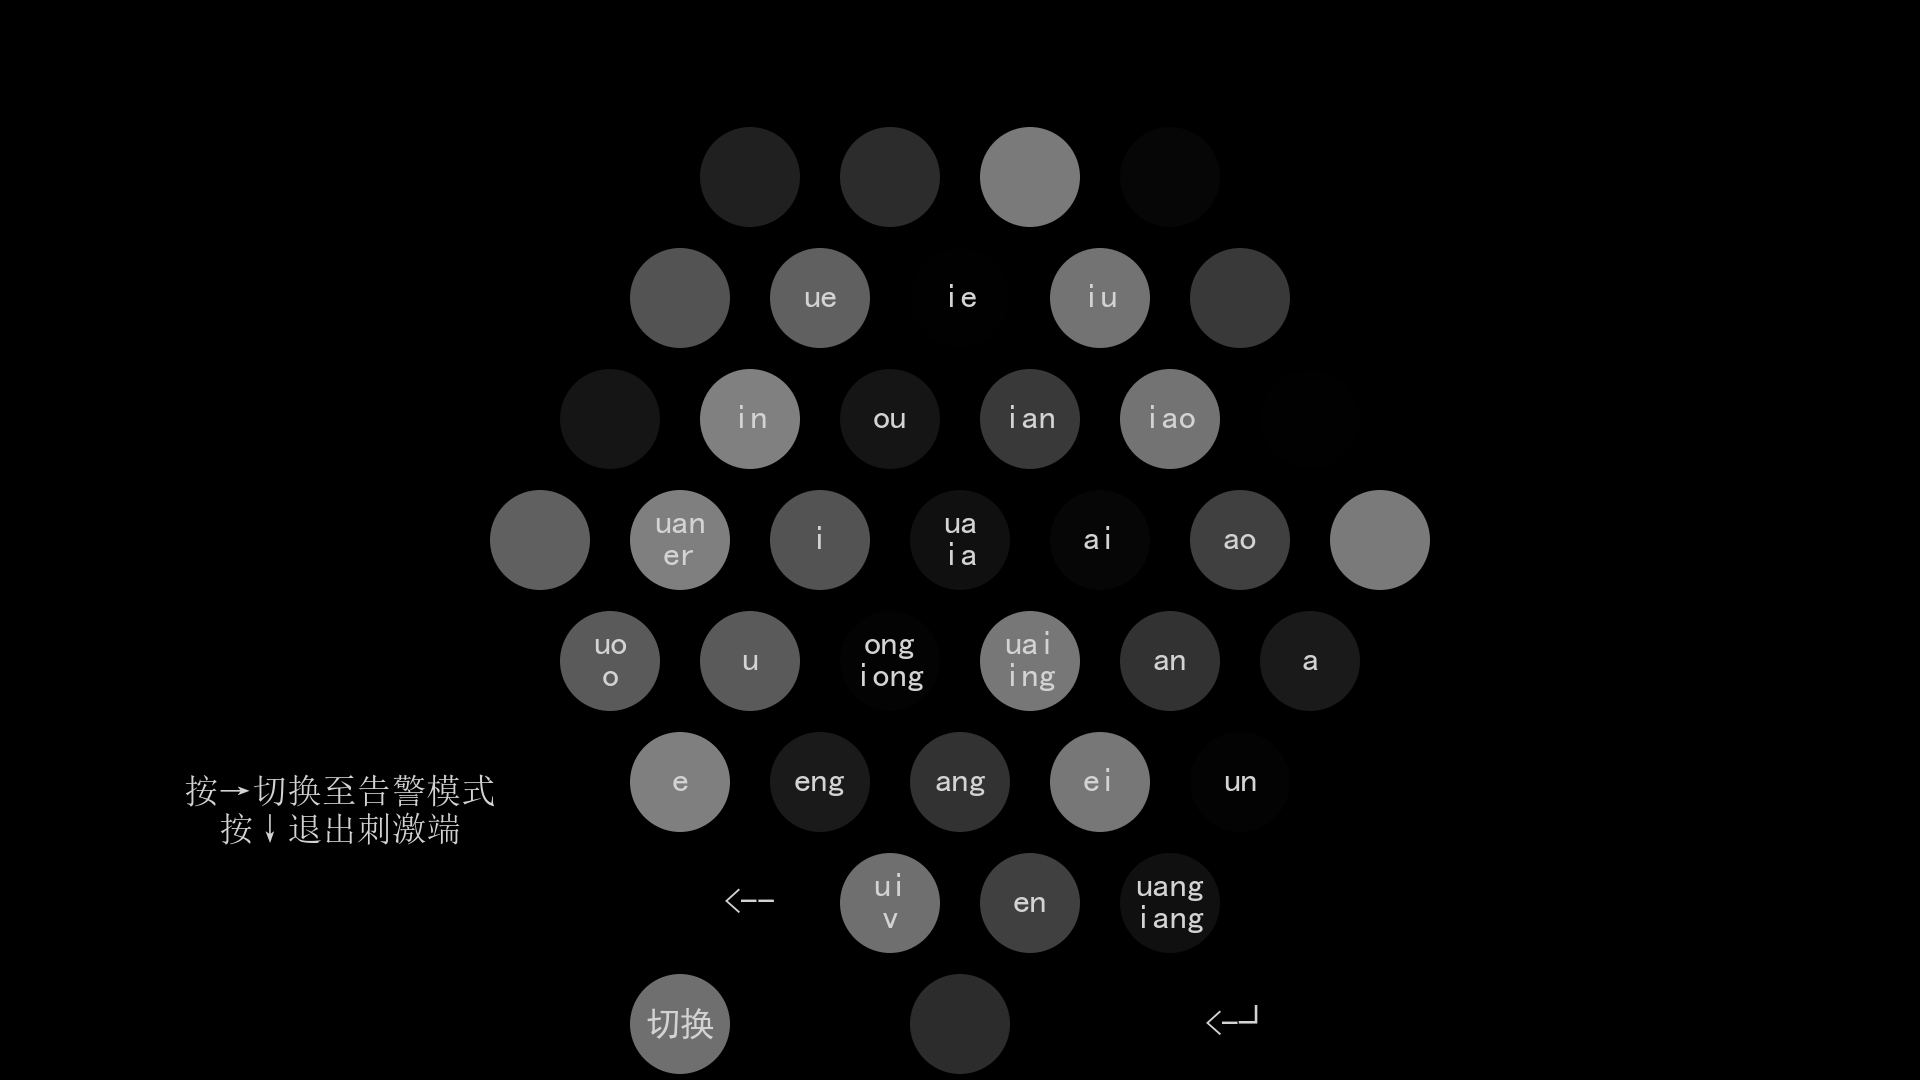 ue ie iu
in ou ian iao
uan
er
i
ua
ia
ai
ao
uo
o
u
ong
iong
uai
ing
an
a
e eng ang ei un
按→切换至告警模式
按↓退出刺激端
<--
ui
v
en
uang
iang
切换
<-┘